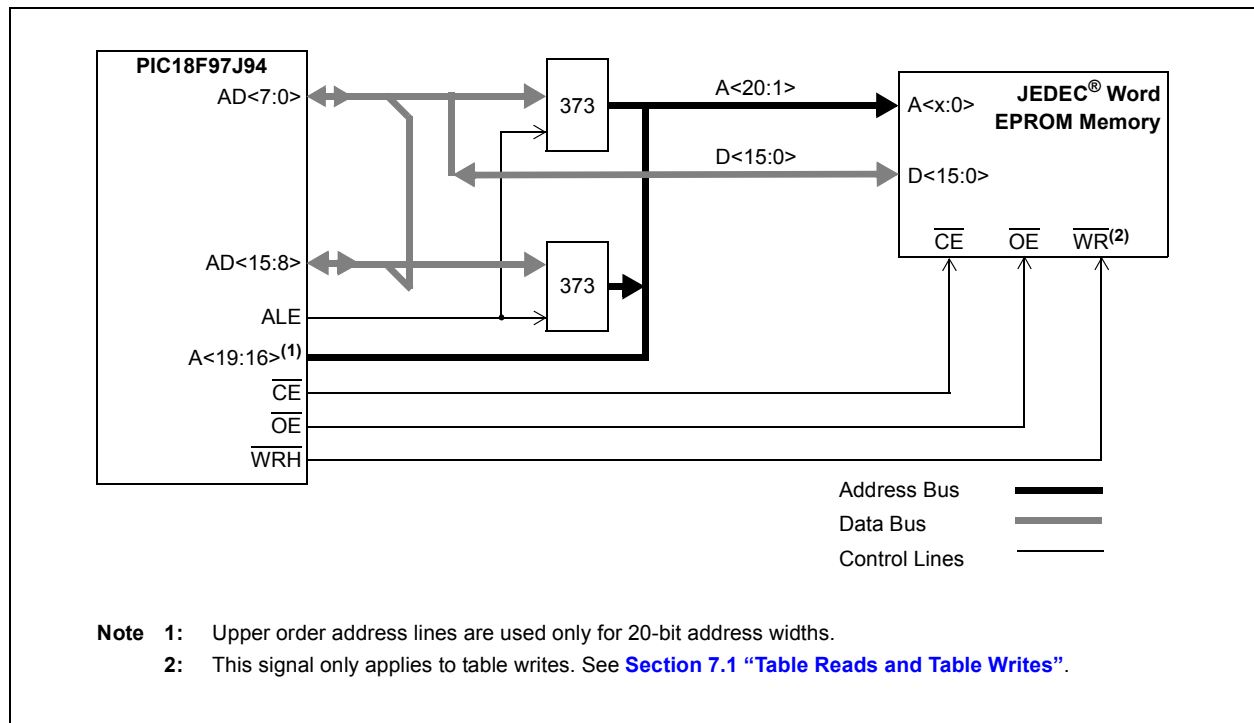 PIC18F97J94
AD<7:0>
373
A<20:1>
A<x:0>
JEDEC® Word
EPROM Memory
D<15:0>
D<15:0>
CE
OE
WR(2)
AD<15:8>
373
ALE
A<19:16>(1)
CE
OE
WRH
Address Bus
Data Bus
Control Lines
Note 1: Upper order address lines are used only for 20-bit address widths.
2: This signal only applies to table writes. See Section 7.1 “Table Reads and Table Writes”.